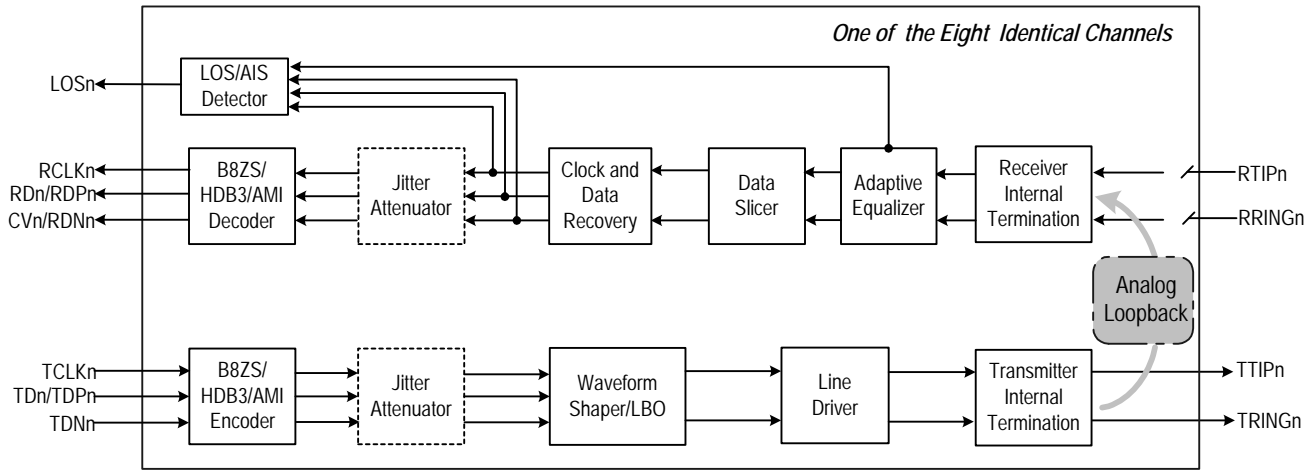 One of the Eight Identical Channels
LOSn
LOS/AIS
Detector
RCLKn
RDn/RDPn
CVn/RDNn
B8ZS/
HDB3/AMI
Decoder
Jitter
Attenuator
Clock and
Data
Recovery
Data
Slicer
Adaptive
Equalizer
Receiver
Internal
Termination
RTIPn
RRINGn
Analog
Loopback
TCLKn
TDn/TDPn
TDNn
B8ZS/
HDB3/AMI
Encoder
Jitter
Attenuator
Waveform
Shaper/LBO
Line
Driver
Transmitter
Internal
Termination
TTIPn
TRINGn